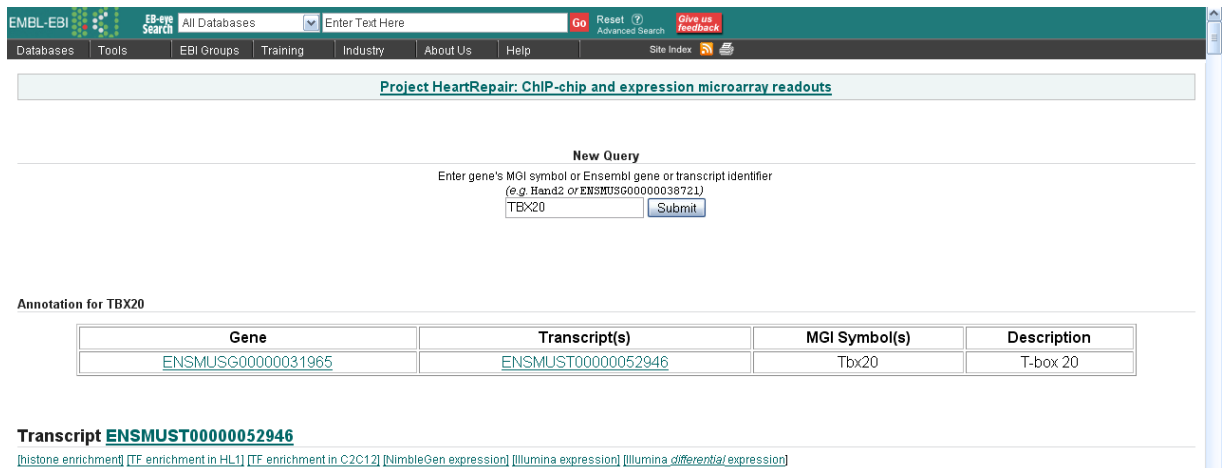 EMBL-EBI EB-eye Search All Databases Enter Text Here Go Reset ? Advanced Search Give us feedback
Databases Tools EBI Groups Training Industry About Us Help Site Index
Project HeartRepair: ChIP-chip and expression microarray readouts
New Query
Enter gene's MGI symbol or Ensembl gene or transcript identifier
(e.g. Hand2 or ENSMUSG00000038721)
TBX20 Submit
Annotation for TBX20
Gene Transcript(s) MGI Symbol(s) Description
ENSMUSG00000031965 ENSMUST00000052946 Tbx20 T-box 20
Transcript ENSMUST00000052946
[histone enrichment] [TF enrichment in HL1] [TF enrichment in C2C12] [NimbleGen expression] [Illumina expression] [Illumina differential expression]